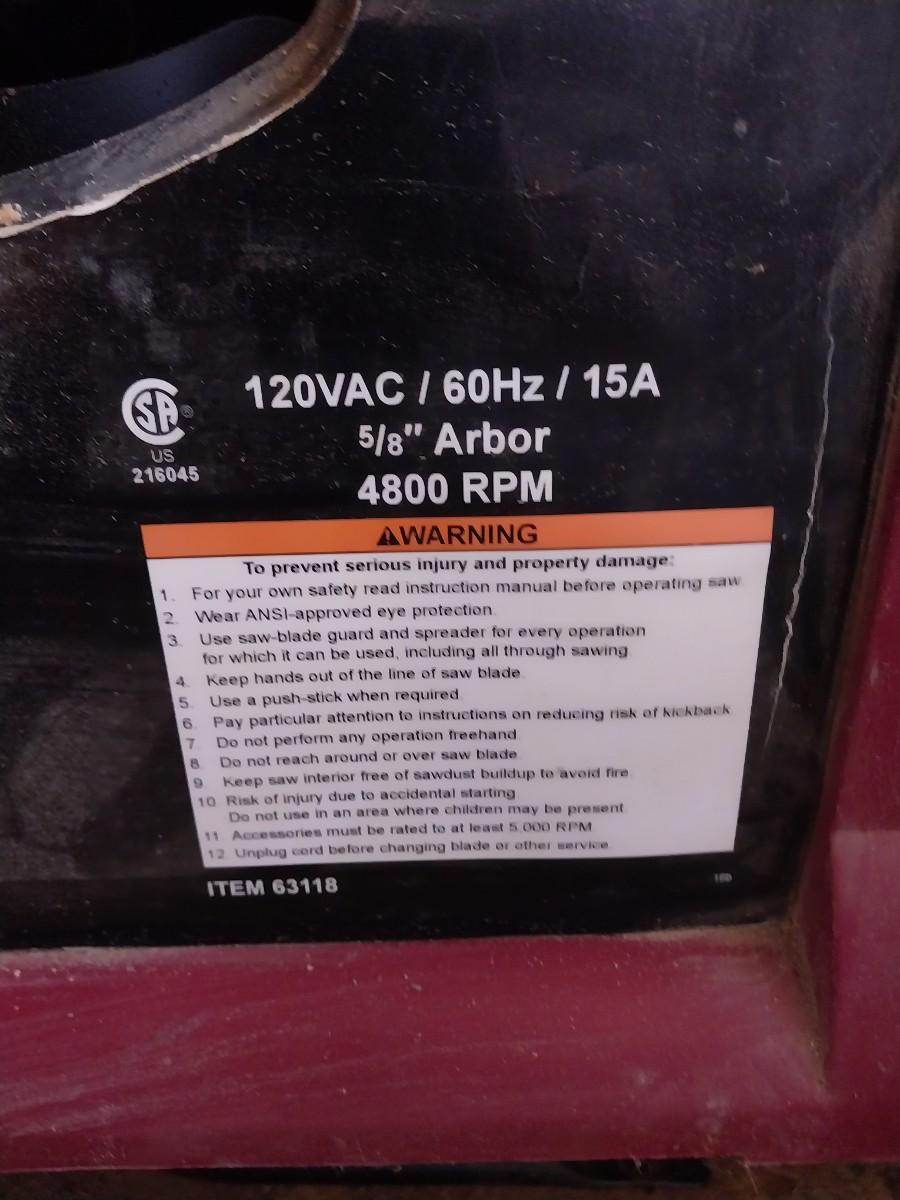 120VAC / 60Hz / 15A
5/8" Arbor
4800 RPM
SA ®
US
216045
⚠WARNING
To prevent serious injury and property damage:
1. For your own safety read instruction manual before operating saw.
2. Wear ANSI-approved eye protection.
3. Use saw-blade guard and spreader for every operation
for which it can be used, including all through sawing.
4. Keep hands out of the line of saw blade.
5. Use a push-stick when required.
6. Pay particular attention to instructions on reducing risk of kickback.
7. Do not perform any operation freehand.
8. Do not reach around or over saw blade.
9. Keep saw interior free of sawdust buildup to avoid fire.
10. Risk of injury due to accidental starting.
Do not use in an area where children may be present.
11. Accessories must be rated to at least 5,000 RPM.
12. Unplug cord before changing blade or other service.
ITEM 63118